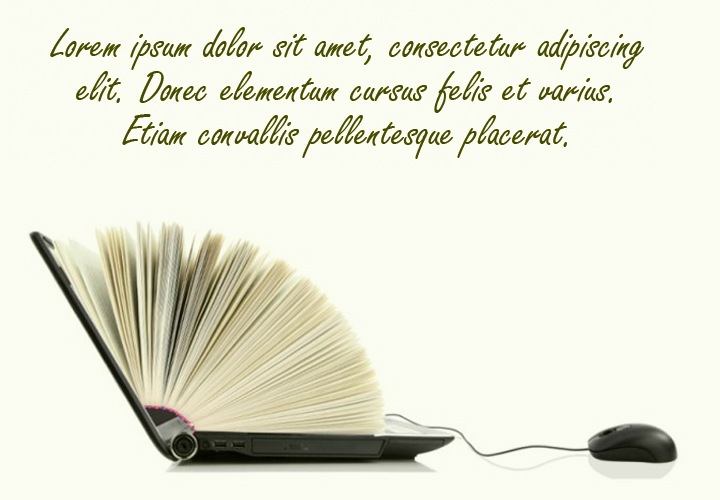 Lorem ipsum dolor sit amet, consectetur adipiscing
elit. Donec elementum cursus felis et varius.
Etiam convallis pellentesque placerat.